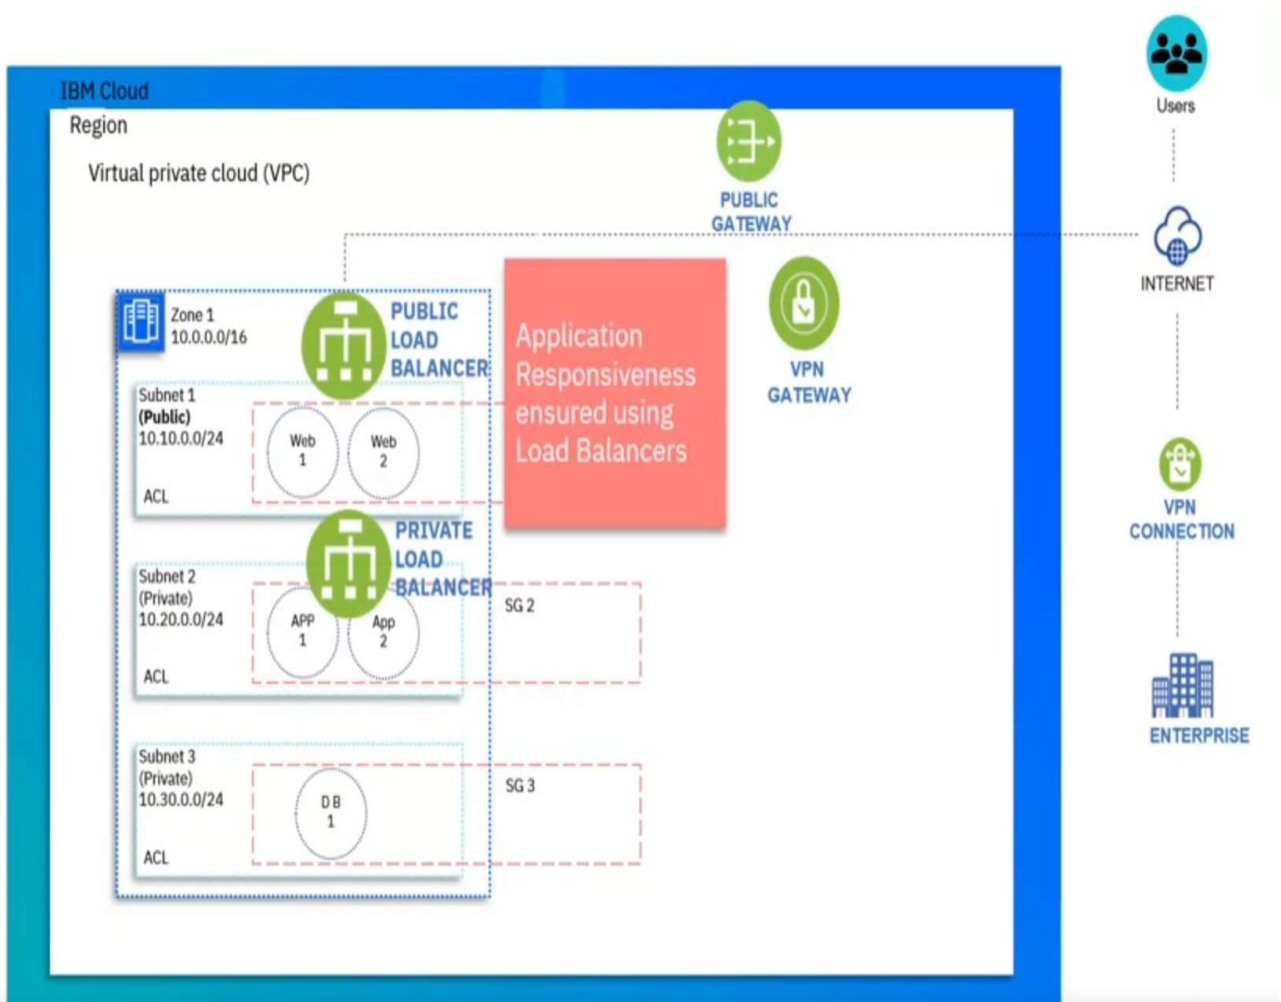 IBM Cloud
Region
Virtual private cloud (VPC)
Users
PUBLIC
GATEWAY
INTERNET
Zone 1
10.0.0.0/16
PUBLIC
LOAD
BALANCER
Application
Responsiveness
ensured using
Load Balancers
VPN
GATEWAY
Subnet 1
(Public)
10.10.0.0/24
ACL
Web
1
Web
2
VPN
CONNECTION
PRIVATE
LOAD
BALANCER
Subnet 2
(Private)
10.20.0.0/24
ACL
APP
1
App
2
SG 2
ENTERPRISE
Subnet 3
(Private)
10.30.0.0/24
ACL
D B
1
SG 3